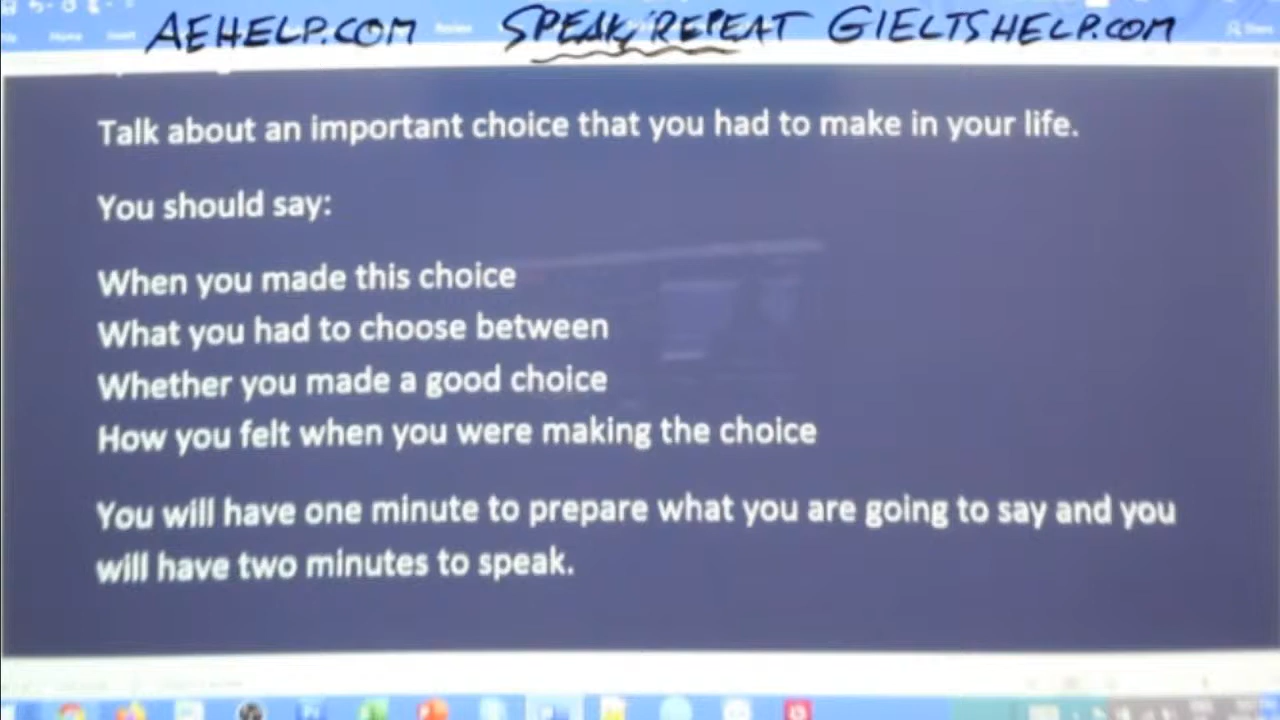 AEHELP.COM SPEAK/REPEAT GIELTSHELP.COM
Talk about an important choice that you had to make in your life.
You should say:
When you made this choice
What you had to choose between
Whether you made a good choice
How you felt when you were making the choice
You will have one minute to prepare what you are going to say and you
will have two minutes to speak.